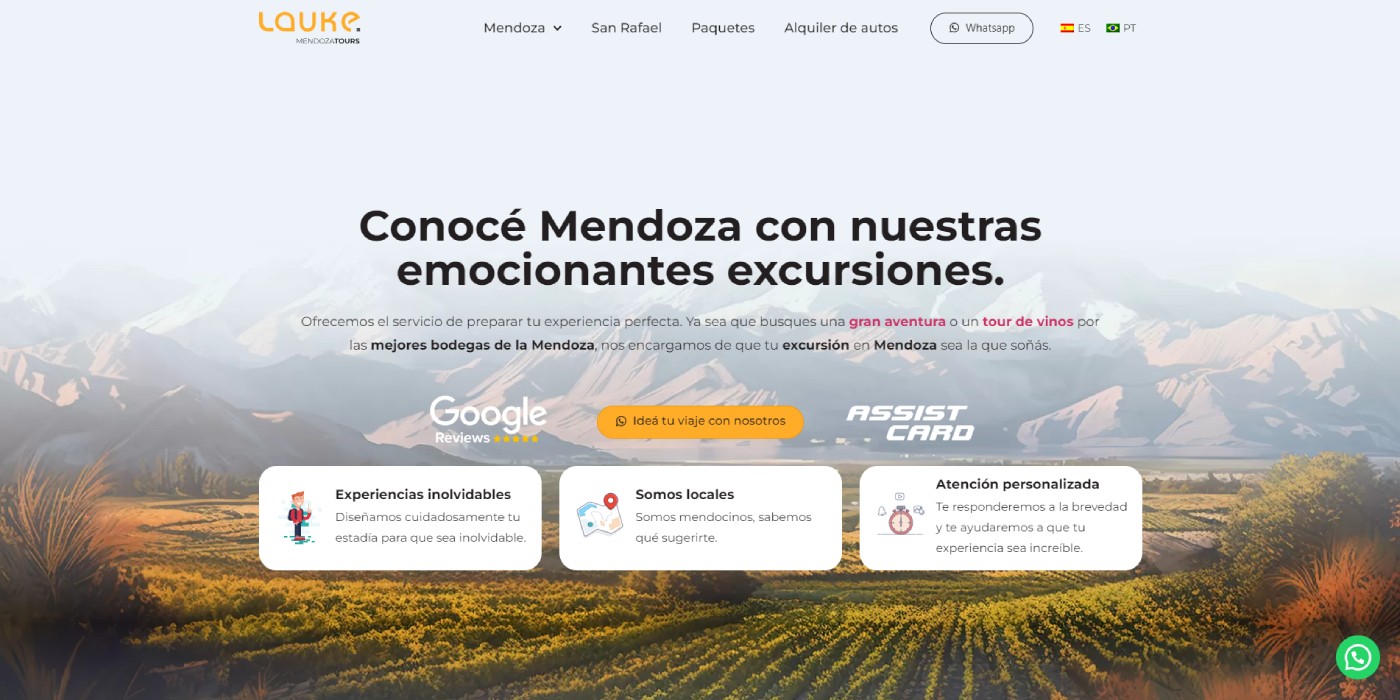 Lauke.
MENDOZATOURS
Mendoza
San Rafael
Paquetes
Alquiler de autos
Whatsapp
ES
PT
Conocé Mendoza con nuestras
emocionantes excursiones.
Ofrecemos el servicio de preparar tu experiencia perfecta. Ya sea que busques una gran aventura o un tour de vinos por
las mejores bodegas de la Mendoza, nos encargamos de que tu excursión en Mendoza sea la que soñás.
Google
Reviews
Ideá tu viaje con nosotros
ASSIST
CARD
Experiencias inolvidables
Diseñamos cuidadosamente tu
estadía para que sea inolvidable.
Somos locales
Somos mendocinos, sabemos
qué sugerirte.
Atención personalizada
Te responderemos a la brevedad
y te ayudaremos a que tu
experiencia sea increíble.